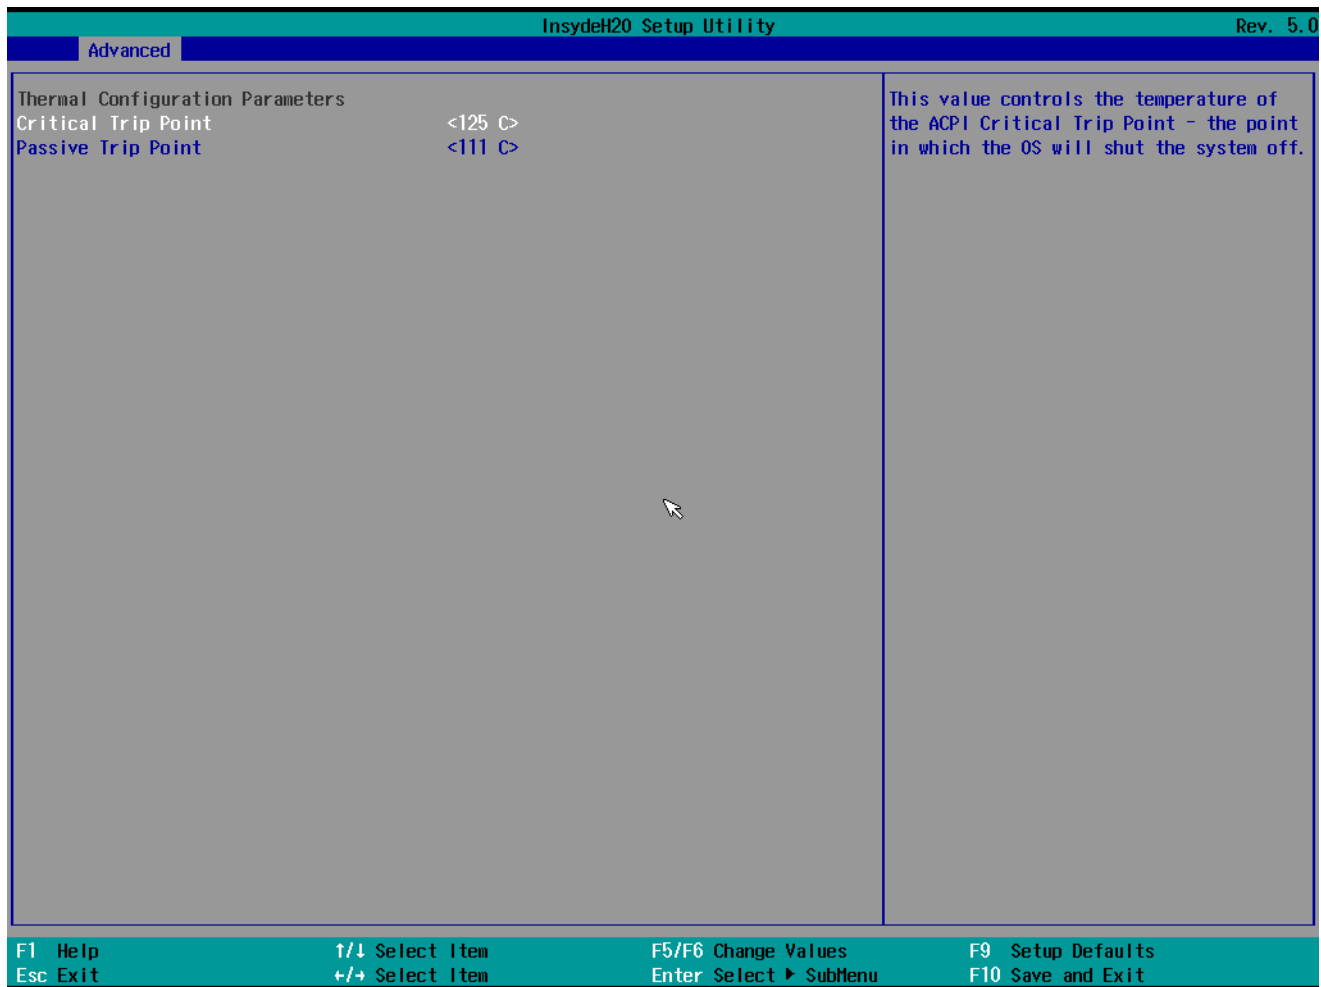 InsydeH20 Setup Utility Rev. 5.0
Advanced
Thermal Configuration Parameters
Critical Trip Point <125 C>
Passive Trip Point <111 C>
This value controls the temperature of
the ACPI Critical Trip Point - the point
in which the OS will shut the system off.
F1 Help ↑/↓ Select Item F5/F6 Change Values F9 Setup Defaults
Esc Exit ←/→ Select Item Enter Select ▶ SubMenu F10 Save and Exit